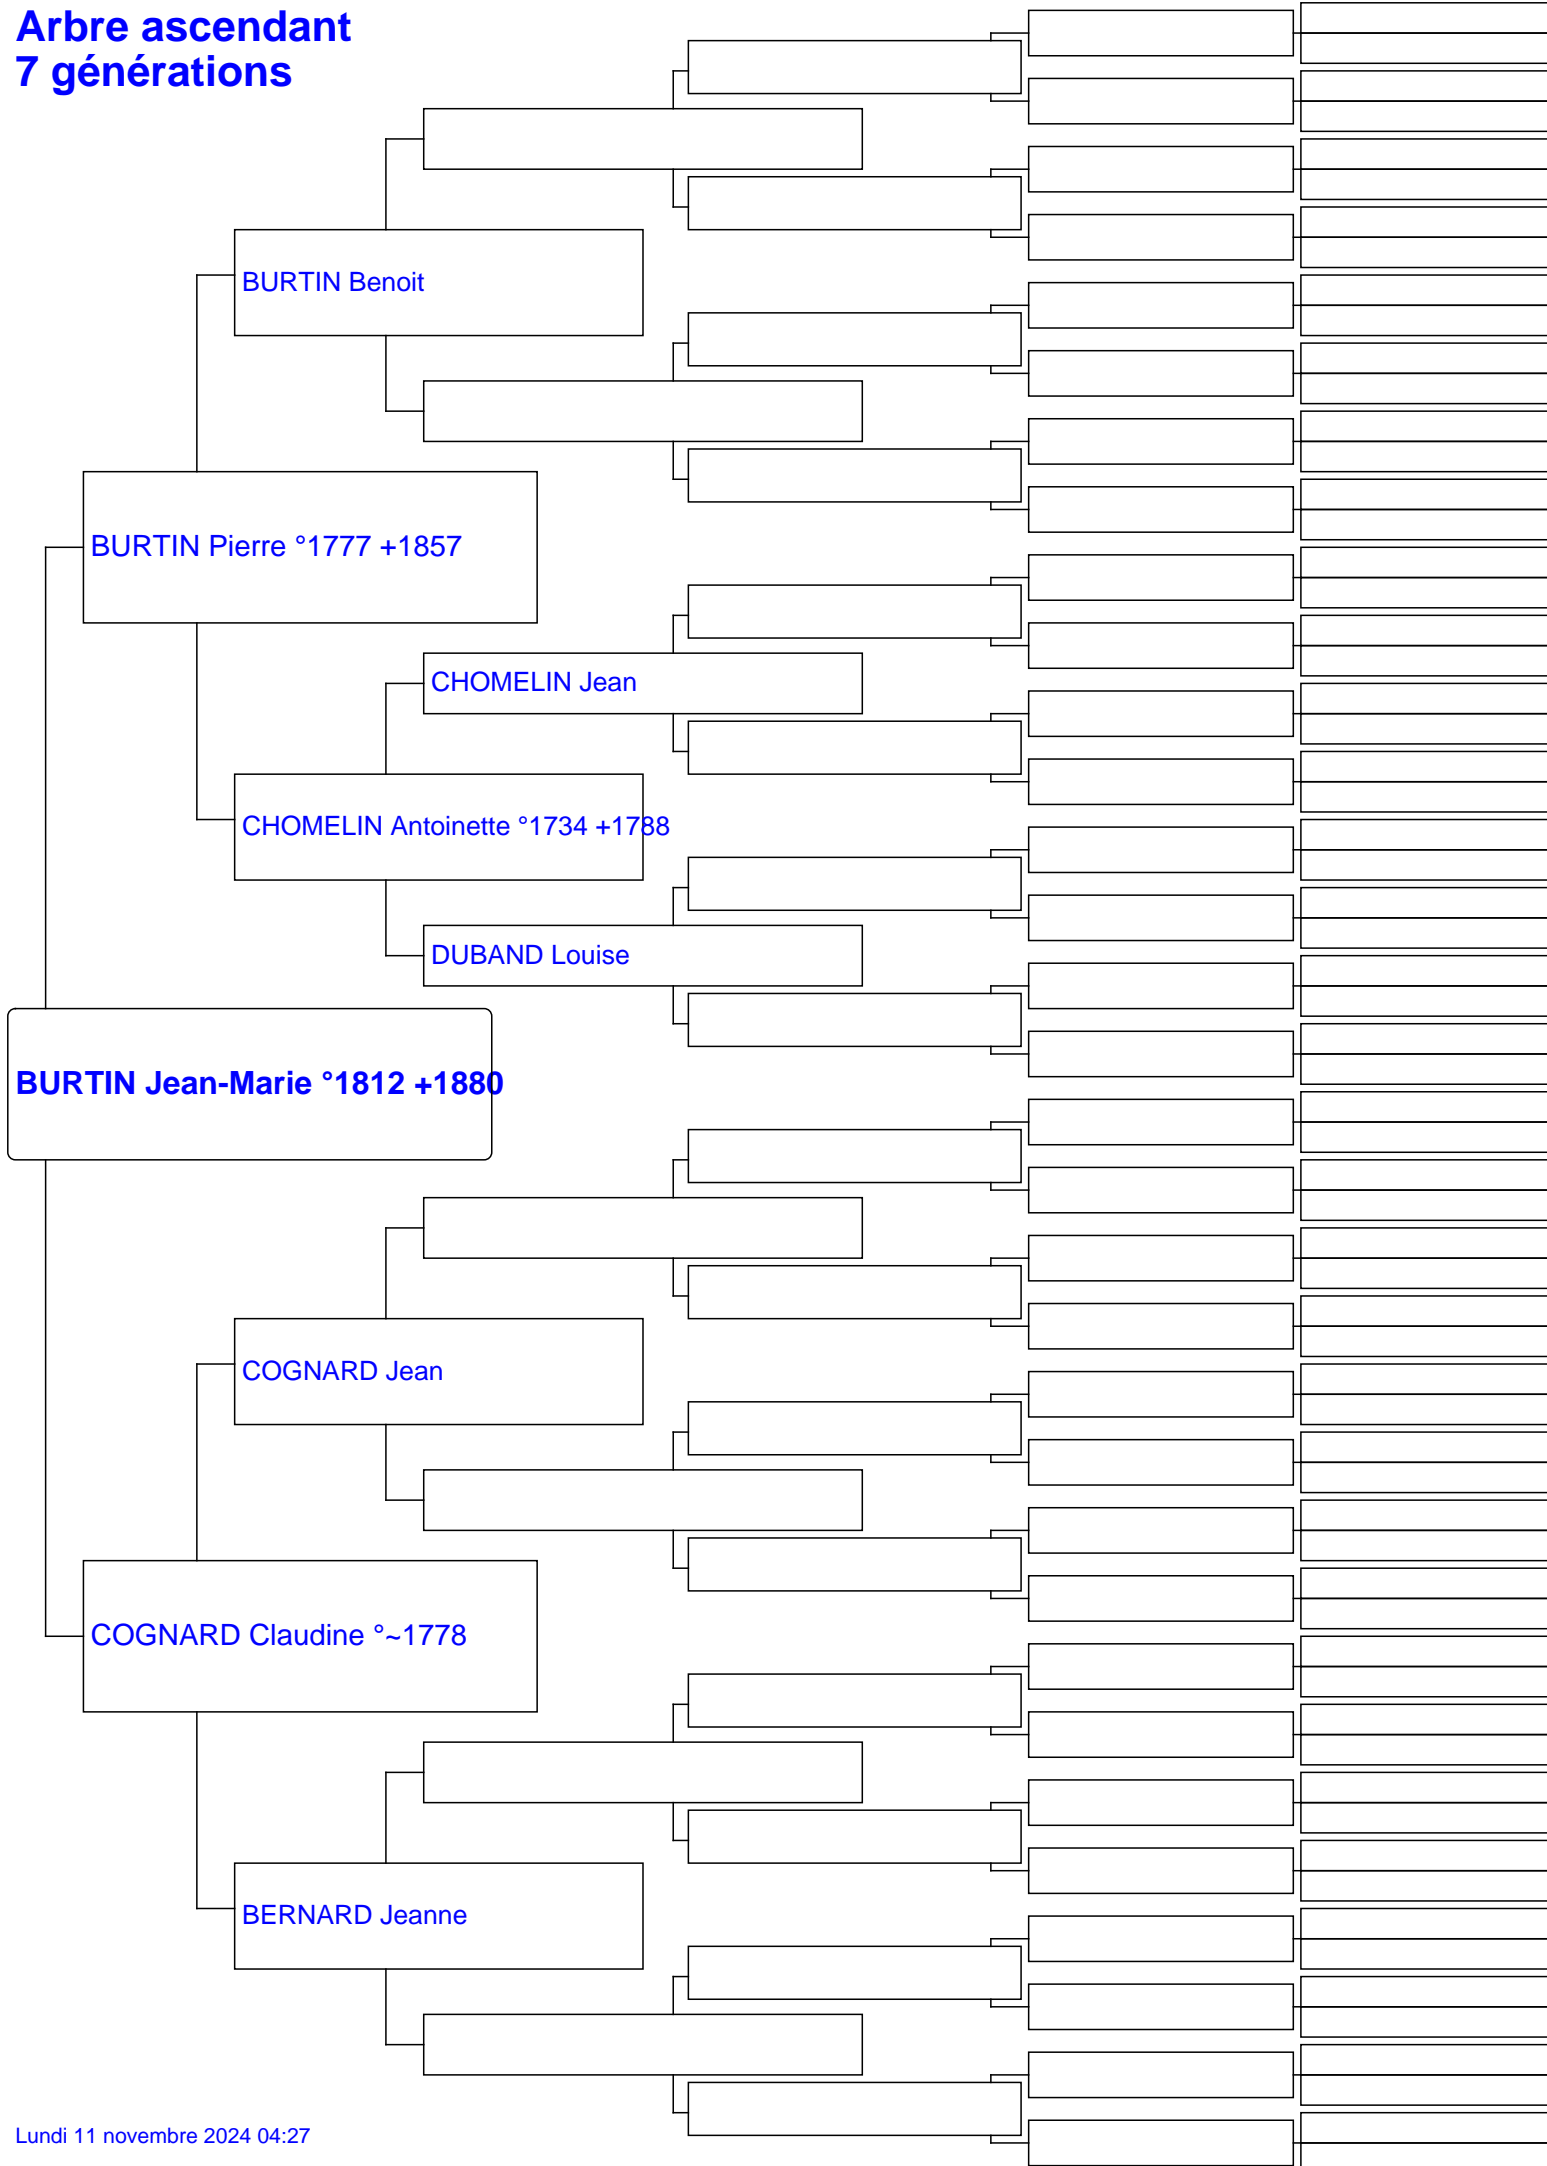 Arbre ascendant
7 générations
BURTIN Benoit
BURTIN Pierre °1777 +1857
CHOMELIN Jean
CHOMELIN Antoinette °1734 +1788
DUBAND Louise
BURTIN Jean-Marie °1812 +1880
COGNARD Jean
COGNARD Claudine °~1778
BERNARD Jeanne
Lundi 11 novembre 2024 04:27